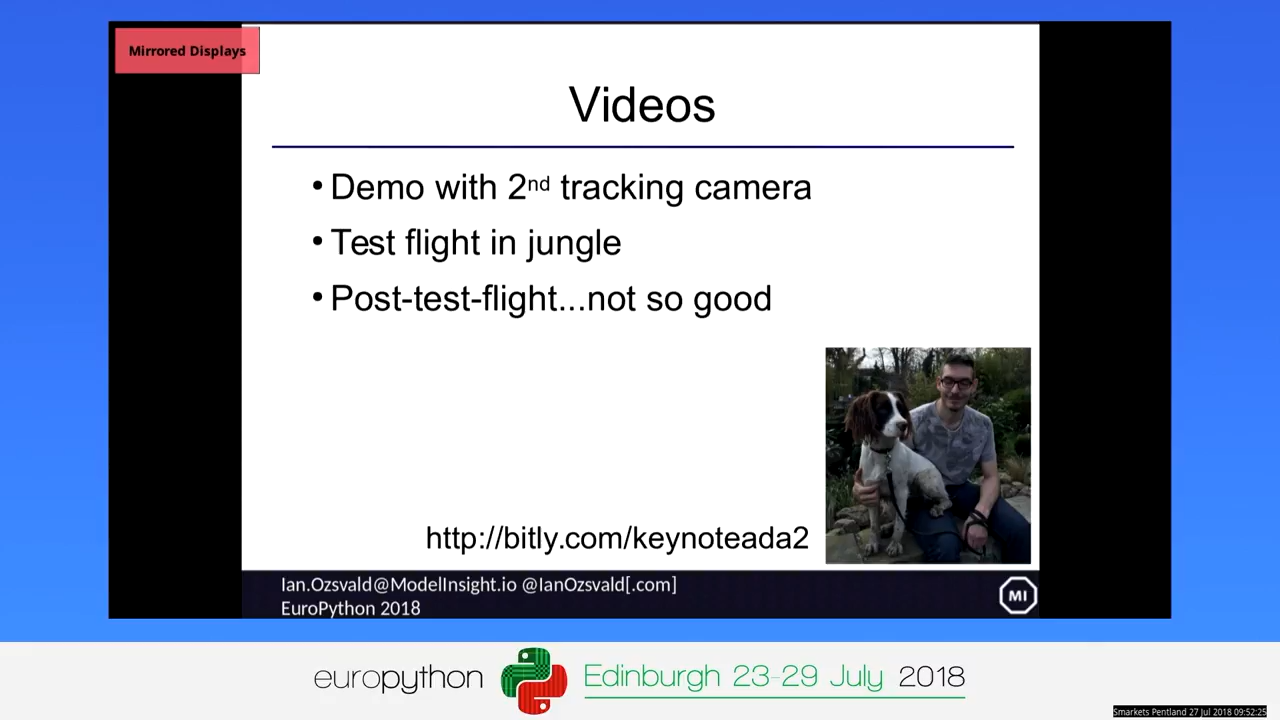 Mirrored Displays
Videos
• Demo with 2nd tracking camera
• Test flight in jungle
• Post-test-flight...not so good
http://bitly.com/keynoteada2
Ian.Ozsvald@ModelInsight.io @IanOzsvald[.com]
EuroPython 2018
MI
europython Edinburgh 23-29 July 2018
Smarkets Pentland 27 Jul 2018 09:52:25